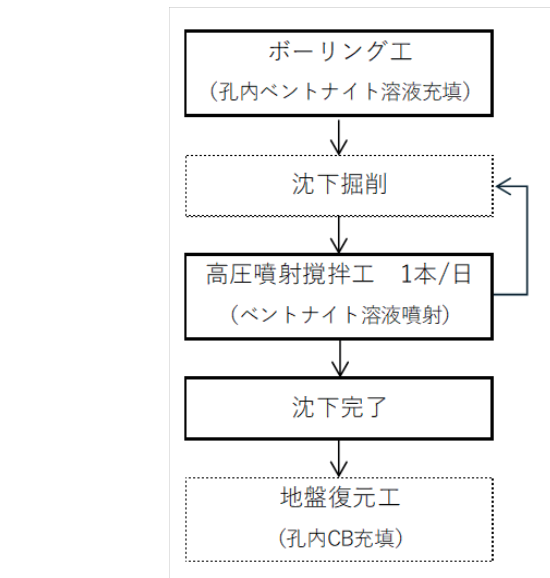 ボーリング工
(孔内ベントナイト溶液充填)
沈下掘削
高圧噴射撹拌工　1本/日
(ベントナイト溶液噴射)
沈下完了
地盤復元工
(孔内CB充填)